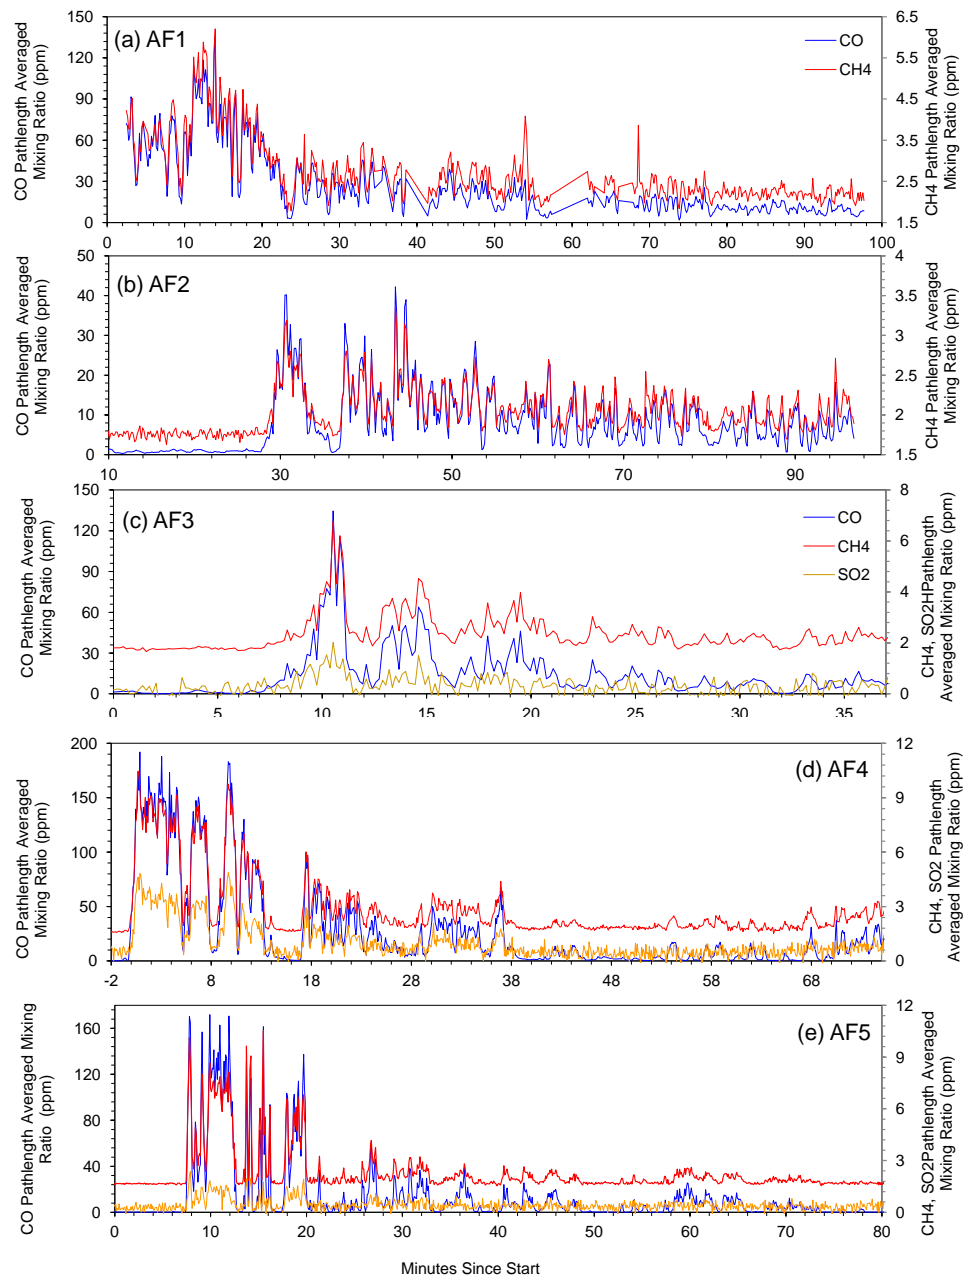 CO Pathlength Averaged
Mixing Ratio (ppm)
150
120
90
60
30
0
(a) AF1
CO
CH4
6.5
5.5
4.5
3.5
2.5
1.5
CH4 Pathlength Averaged
Mixing Ratio (ppm)
0 10 20 30 40 50 60 70 80 90 100
CO Pathlength Averaged
Mixing Ratio (ppm)
50
40
30
20
10
0
(b) AF2
4
3.5
3
2.5
2
1.5
CH4 Pathlength Averaged
Mixing Ratio (ppm)
10 30 50 70 90
CO Pathlength Averaged
Mixing Ratio (ppm)
150
120
90
60
30
0
(c) AF3
CO
CH4
SO2
8
6
4
2
0
CH4, SO2HPathlength
Averaged Mixing Ratio (ppm)
0 10 15 20 25 30 35
CO Pathlength Averaged
Mixing Ratio (ppm)
200
150
100
50
0
(d) AF4
12
9
6
3
0
CH4, SO2 Pathlength
Averaged Mixing Ratio (ppm)
-2 8 18 28 38 48 58 68
CO Pathlength Averaged Mixing
Ratio (ppm)
160
120
80
40
0
(e) AF5
12
9
6
3
0
CH4, SO2Pathlength Averaged
Mixing Ratio (ppm)
0 10 20 30 40 50 60 70 80
Minutes Since Start